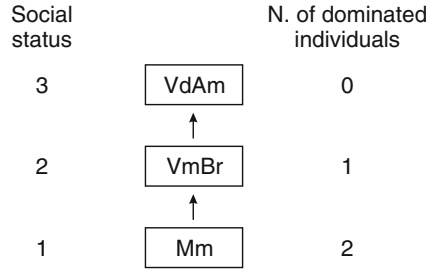 Social status
N. of dominated individuals
3 VdAm 0
2 VmBr 1
1 Mm 2